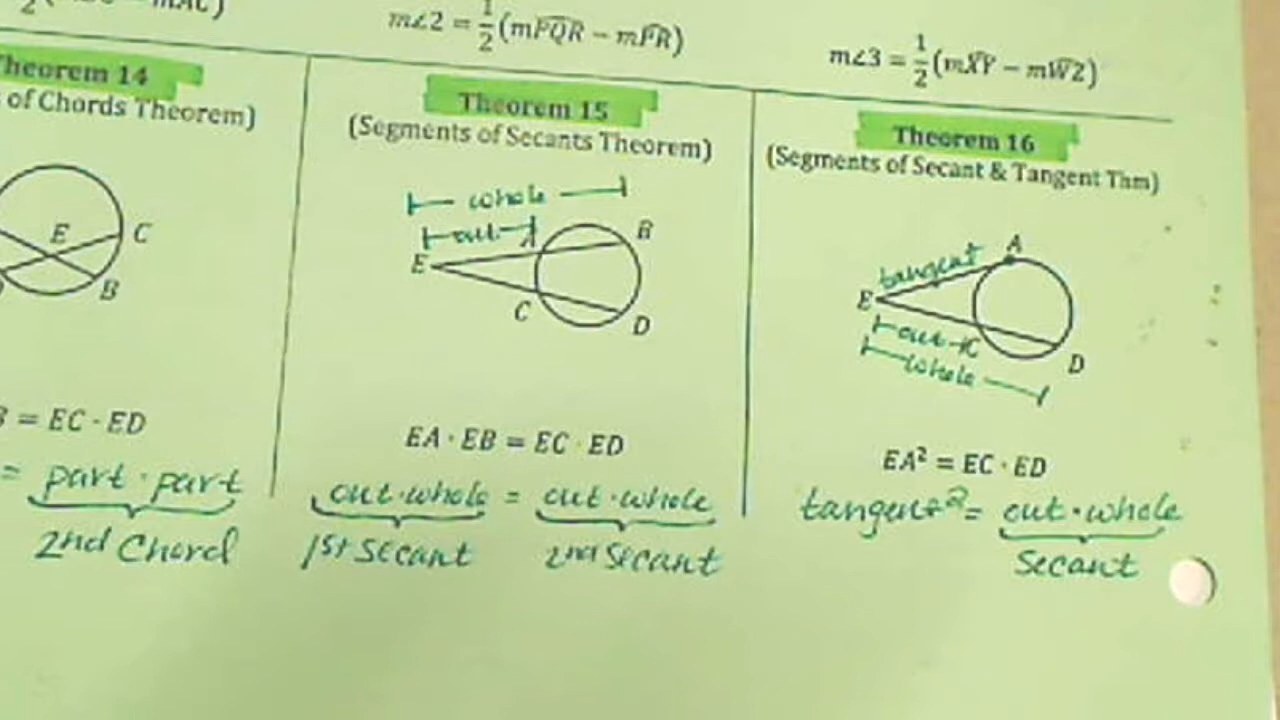 m∠2 = 1/2(mPQR − mPR)
m∠3 = 1/2(mXY − mWZ)
Theorem 14
of Chords Theorem)
E
C
B
= EC · ED
= part · part
2nd Chord
Theorem 15
(Segments of Secants Theorem)
whole
out
A
B
E
C
D
EA · EB = EC · ED
out · whole = out · whole
1st secant 2nd secant
Theorem 16
(Segments of Secant & Tangent Thm)
tangent
A
E
out
C
whole
D
EA² = EC · ED
tangent² = out · whole
secant